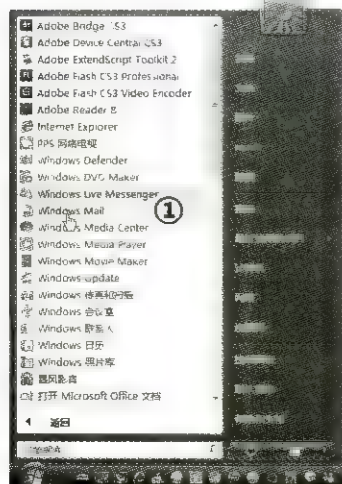 Adobe Bridge CS3
Adobe Device Central CS3
Adobe ExtendScript Toolkit 2
Adobe Flash CS3 Professional
Adobe Flash CS3 Video Encoder
Adobe Reader 8
Internet Explorer
PPS 网络电视
Windows Defender
Windows DVD Maker
Windows Live Messenger
Windows Mail
①
Windows Media Center
Windows Media Player
Windows Movie Maker
Windows Update
Windows 传真和扫描
Windows 会议室
Windows 联系人
Windows 日历
Windows 照片库
暴风影音
打开 Microsoft Office 文档
返回